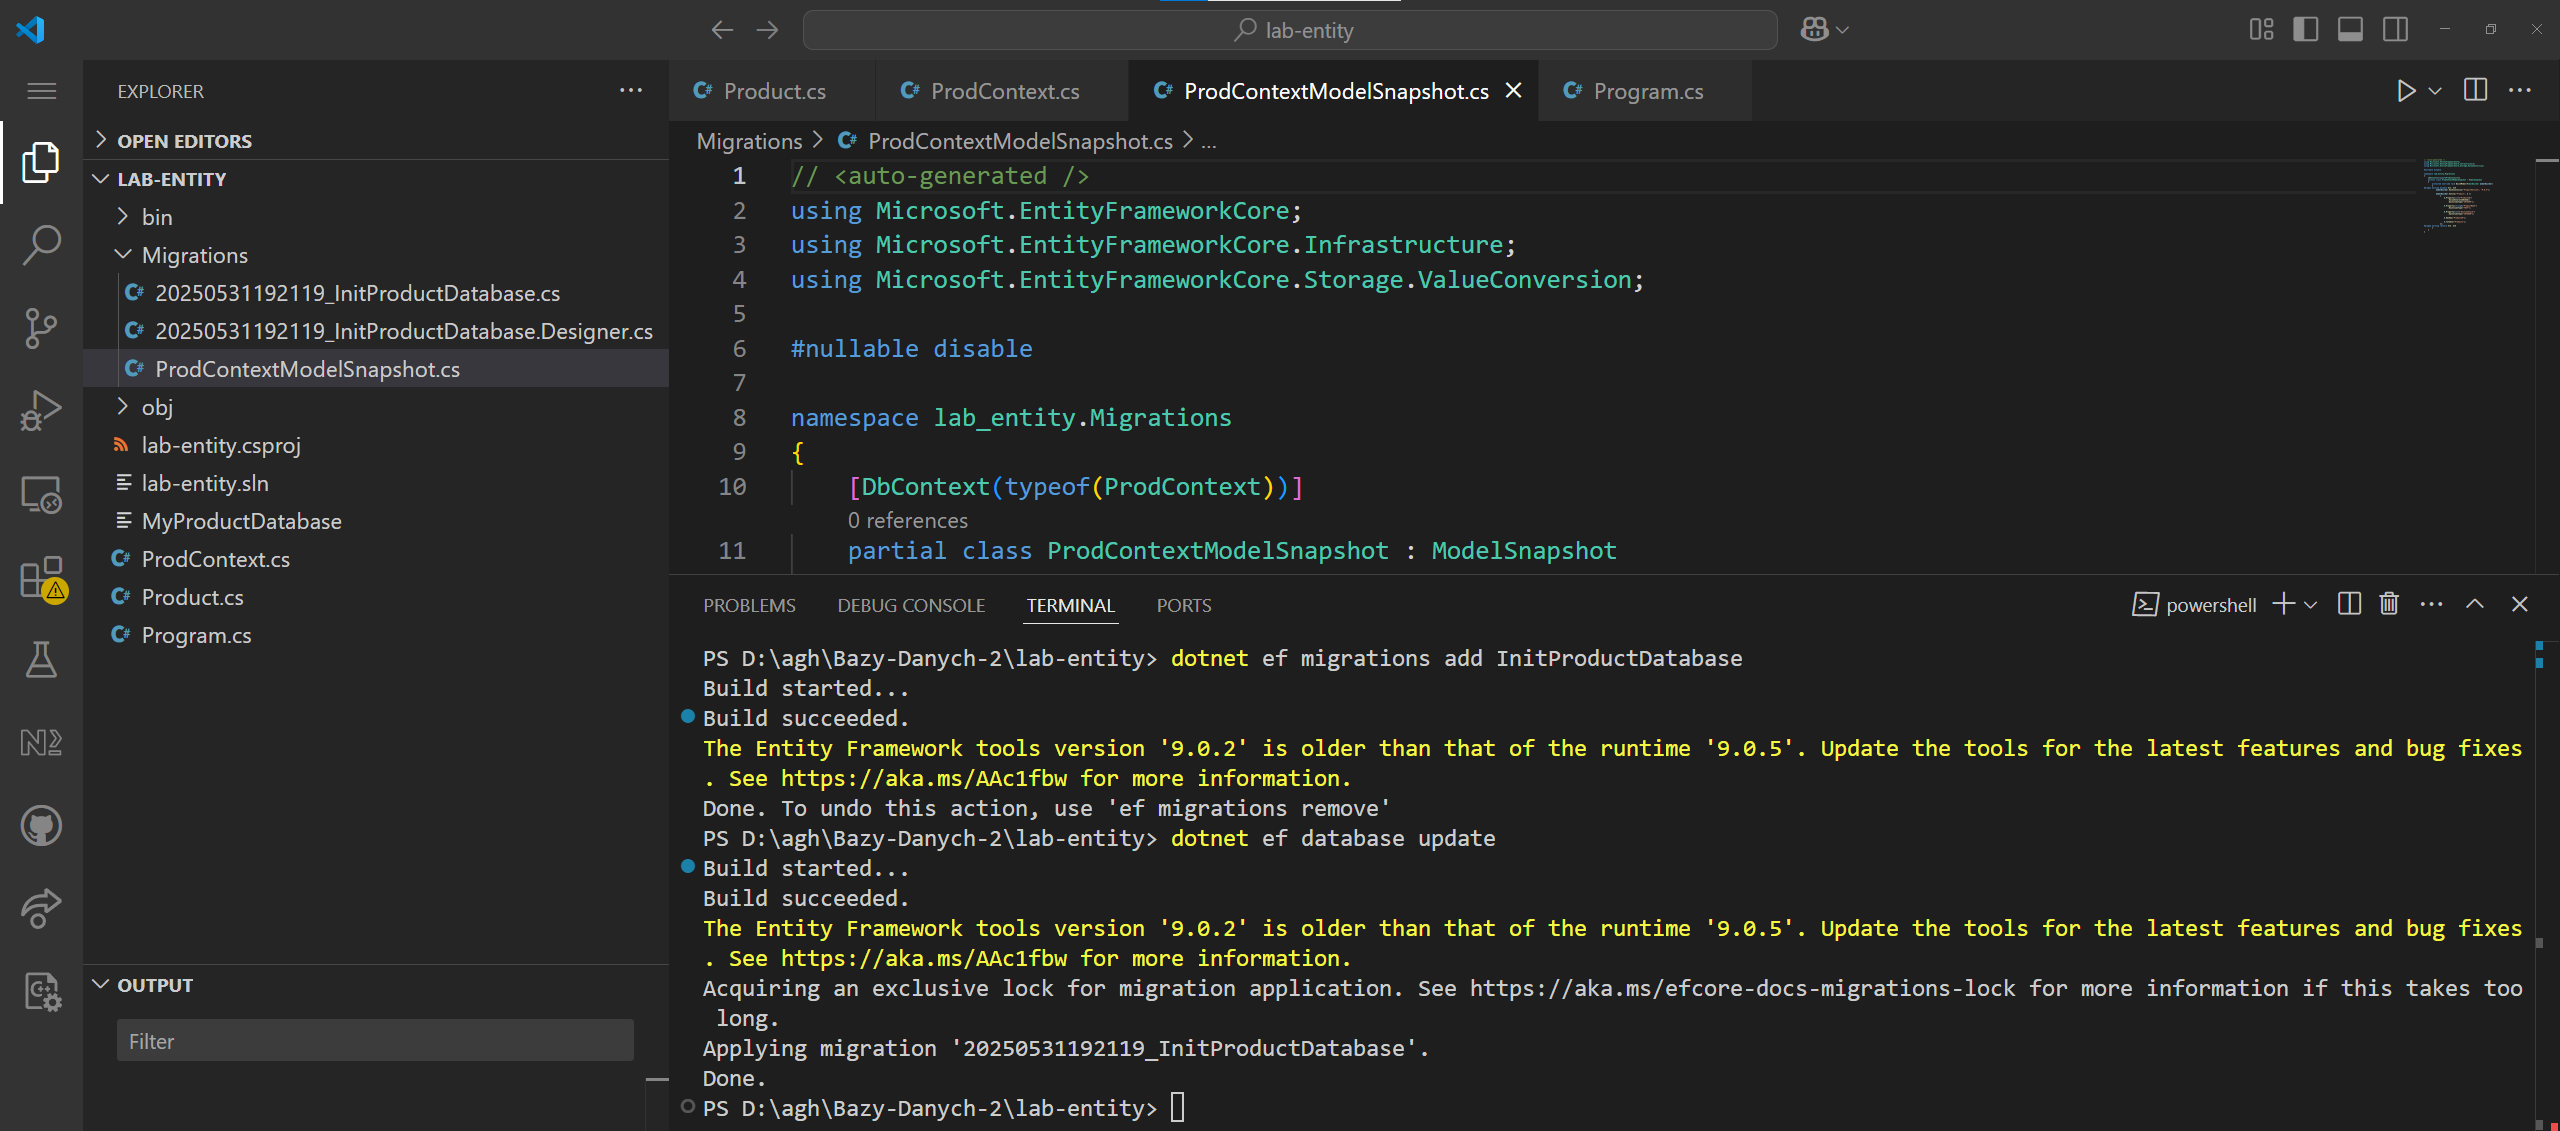 lab-entity
EXPLORER
OPEN EDITORS
LAB-ENTITY
bin
Migrations
20250531192119_InitProductDatabase.cs
20250531192119_InitProductDatabase.Designer.cs
ProdContextModelSnapshot.cs
obj
lab-entity.csproj
lab-entity.sln
MyProductDatabase
ProdContext.cs
Product.cs
Program.cs
OUTPUT
Filter
Product.cs
ProdContext.cs
ProdContextModelSnapshot.cs
Program.cs
Migrations > ProdContextModelSnapshot.cs > ...
1 // <auto-generated />
2 using Microsoft.EntityFrameworkCore;
3 using Microsoft.EntityFrameworkCore.Infrastructure;
4 using Microsoft.EntityFrameworkCore.Storage.ValueConversion;
5
6 #nullable disable
7
8 namespace lab_entity.Migrations
9 {
10 [DbContext(typeof(ProdContext))]
0 references
11 partial class ProdContextModelSnapshot : ModelSnapshot
PROBLEMS DEBUG CONSOLE TERMINAL PORTS
powershell
PS D:\agh\Bazy-Danych-2\lab-entity> dotnet ef migrations add InitProductDatabase
Build started...
Build succeeded.
The Entity Framework tools version '9.0.2' is older than that of the runtime '9.0.5'. Update the tools for the latest features and bug fixes
. See https://aka.ms/AAc1fbw for more information.
Done. To undo this action, use 'ef migrations remove'
PS D:\agh\Bazy-Danych-2\lab-entity> dotnet ef database update
Build started...
Build succeeded.
The Entity Framework tools version '9.0.2' is older than that of the runtime '9.0.5'. Update the tools for the latest features and bug fixes
. See https://aka.ms/AAc1fbw for more information.
Acquiring an exclusive lock for migration application. See https://aka.ms/efcore-docs-migrations-lock for more information if this takes too
long.
Applying migration '20250531192119_InitProductDatabase'.
Done.
PS D:\agh\Bazy-Danych-2\lab-entity>